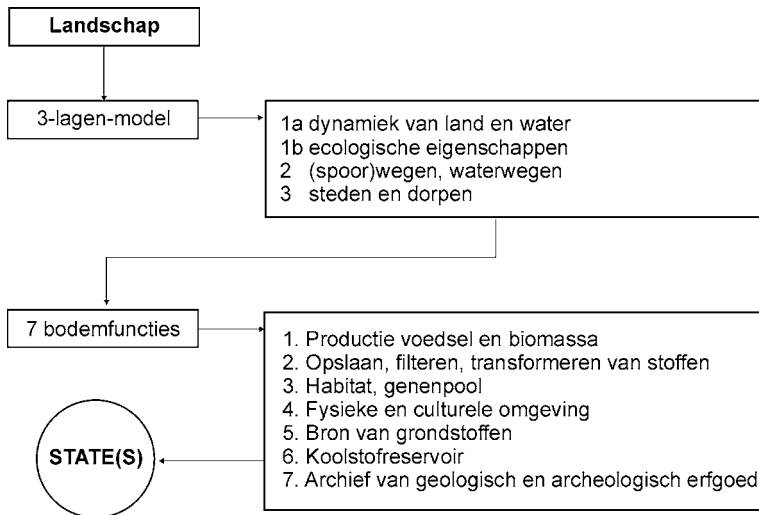 Landschap
3-lagen-model
1a dynamiek van land en water
1b ecologische eigenschappen
2 (spoor)wegen, waterwegen
3 steden en dorpen
7 bodemfuncties
1. Productie voedsel en biomassa
2. Opslaan, filteren, transformeren van stoffen
3. Habitat, genenpool
4. Fysieke en culturele omgeving
5. Bron van grondstoffen
6. Koolstofreservoir
7. Archief van geologisch en archeologisch erfgoed
STATE(S)